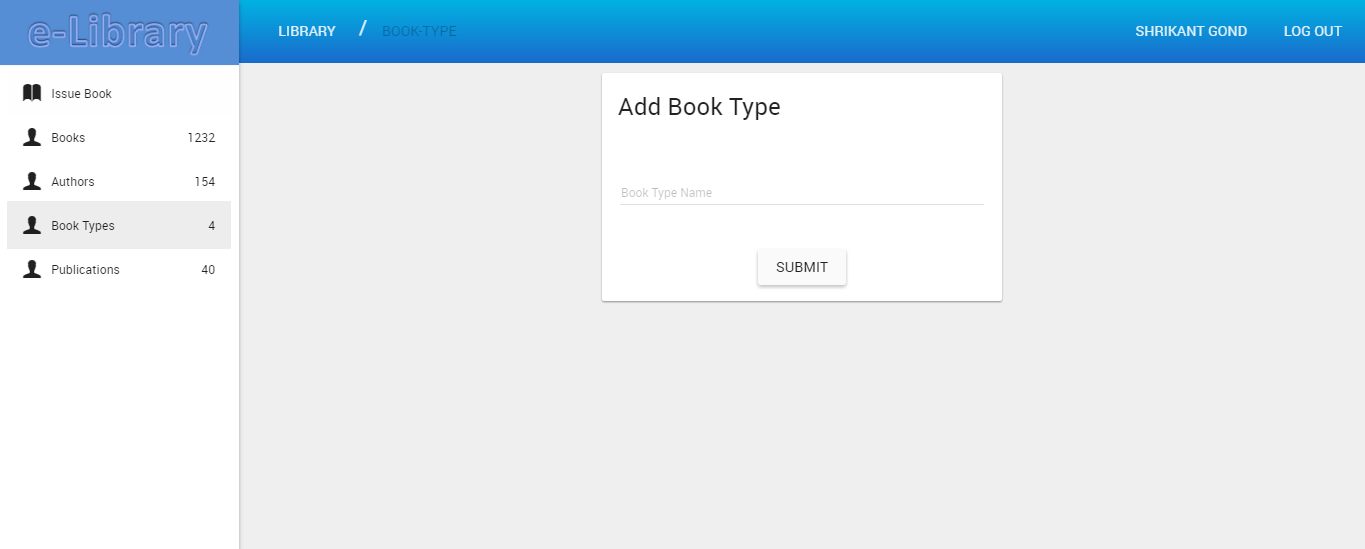 e-Library
LIBRARY / BOOK-TYPE SHRIKANT GOND LOG OUT
Issue Book
Books 1232
Authors 154
Book Types 4
Publications 40
Add Book Type
Book Type Name
SUBMIT